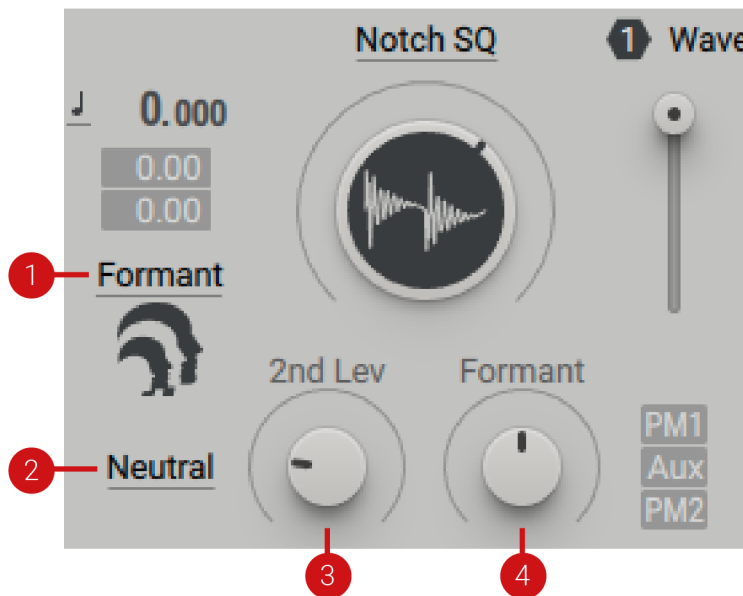 Notch SQ
1 Wave
0.000
0.00
0.00
1 Formant
2nd Lev
Formant
2 Neutral
PM1
Aux
PM2
3
4